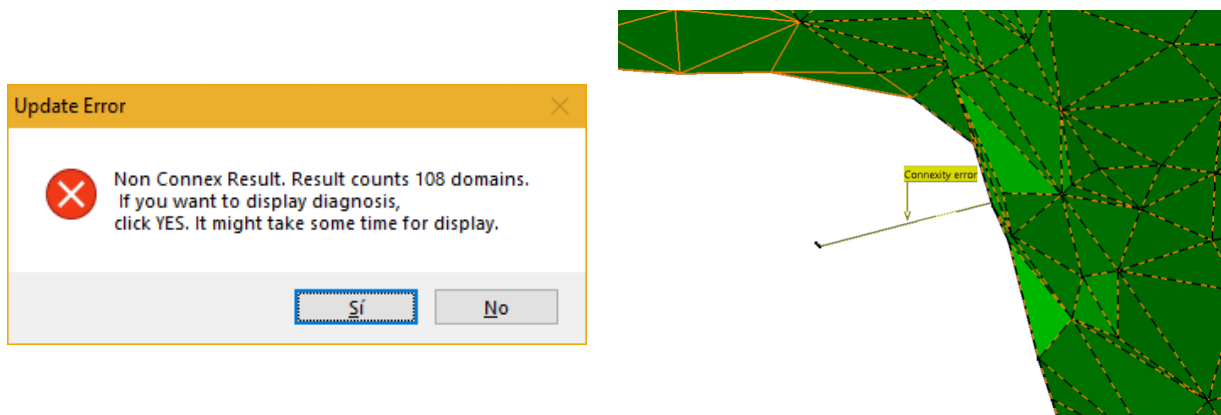 Update Error
Non Connex Result. Result counts 108 domains.
If you want to display diagnosis,
click YES. It might take some time for display.
Sí
No
Connexity error